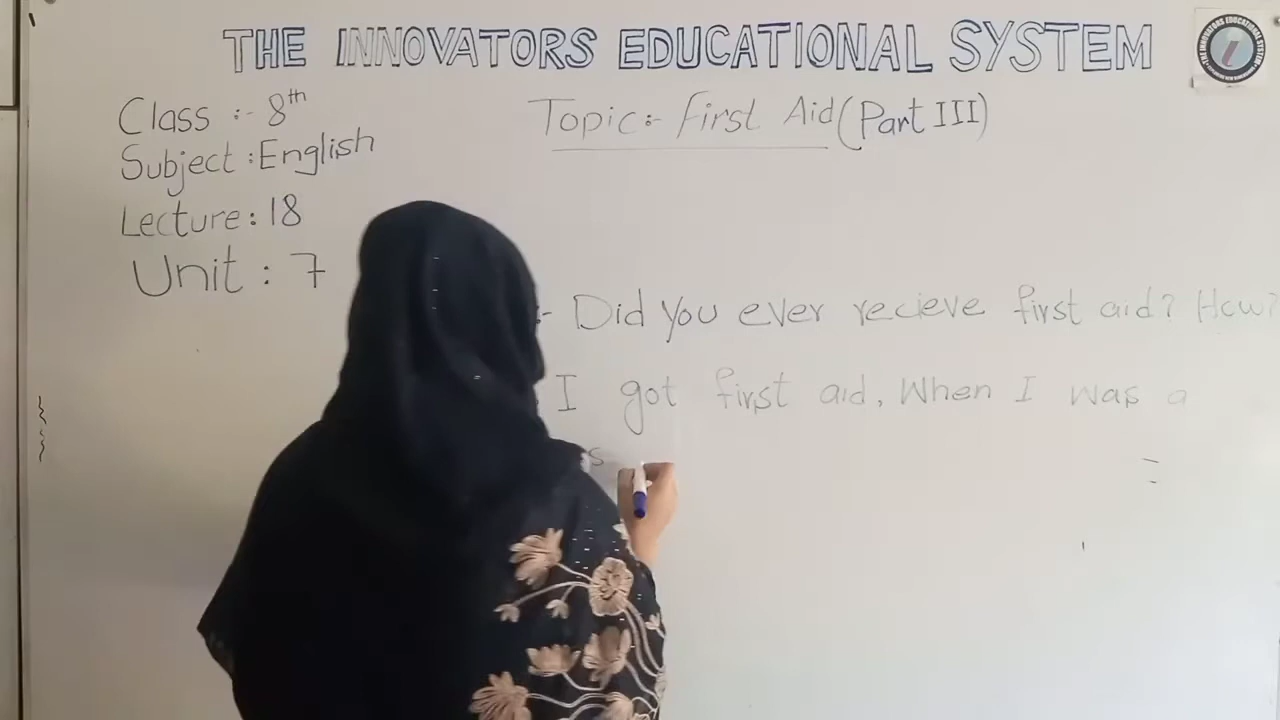 THE INNOVATORS EDUCATIONAL SYSTEM
Class :- 8th
Topic:- First Aid (Part III)
Subject : English
Lecture : 18
Unit : 7
:- Did you ever recieve first aid? How?
I got first aid, When I was a